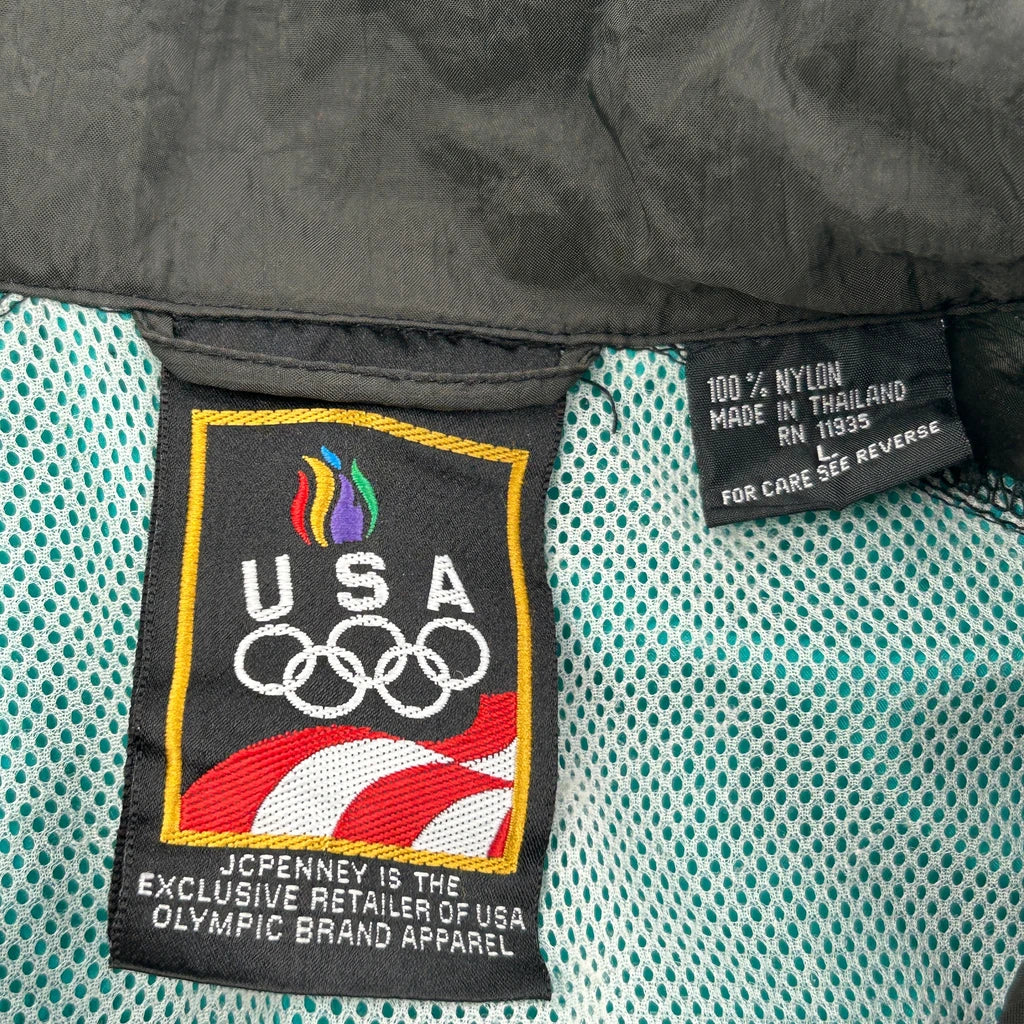 USA
JCPENNEY IS THE
EXCLUSIVE RETAILER OF USA
OLYMPIC BRAND APPAREL
100 % NYLON
MADE IN THAILAND
RN 11935
L
FOR CARE SEE REVERSE